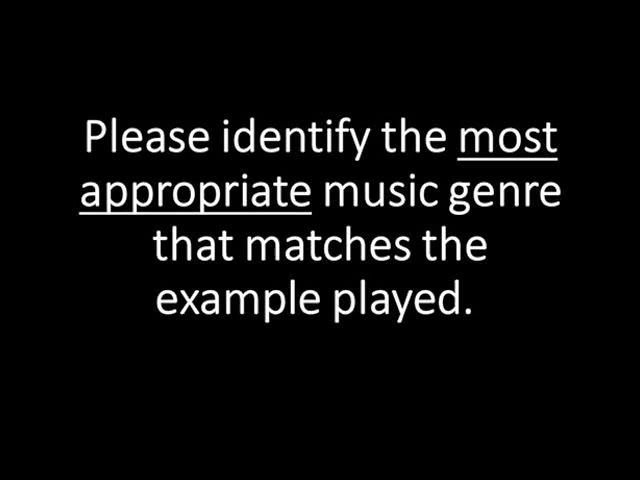 Please identify the most
appropriate music genre
that matches the
example played.